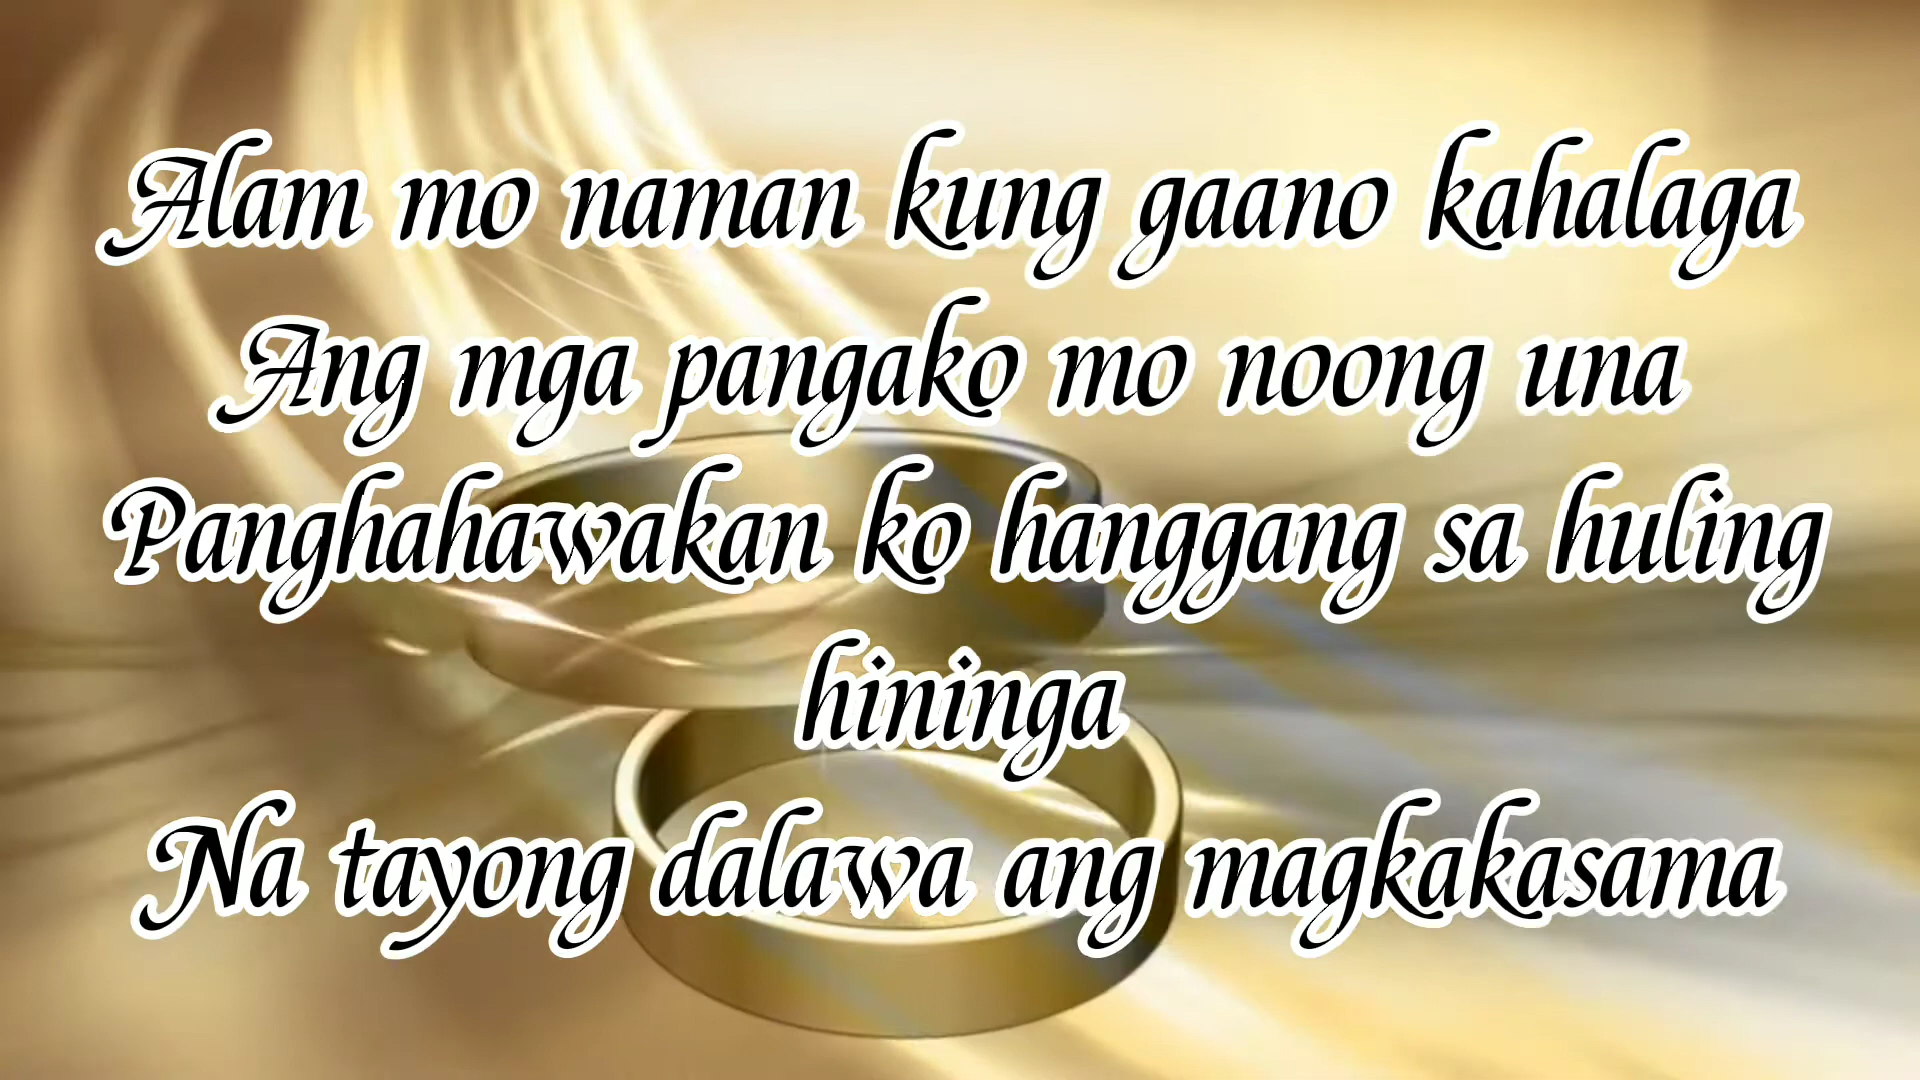 Alam mo naman kung gaano kahalaga
Ang mga pangako mo noong una
Panghahawakan ko hanggang sa huling
hininga
Na tayong dalawa ang magkakasama